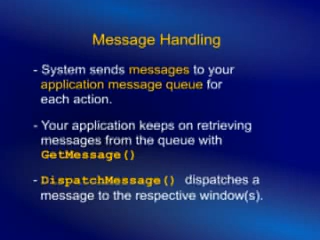 Message Handling
- System sends messages to your
application message queue for
each action.
- Your application keeps on retrieving
messages from the queue with
GetMessage()
- DispatchMessage() dispatches a
message to the respective window(s).